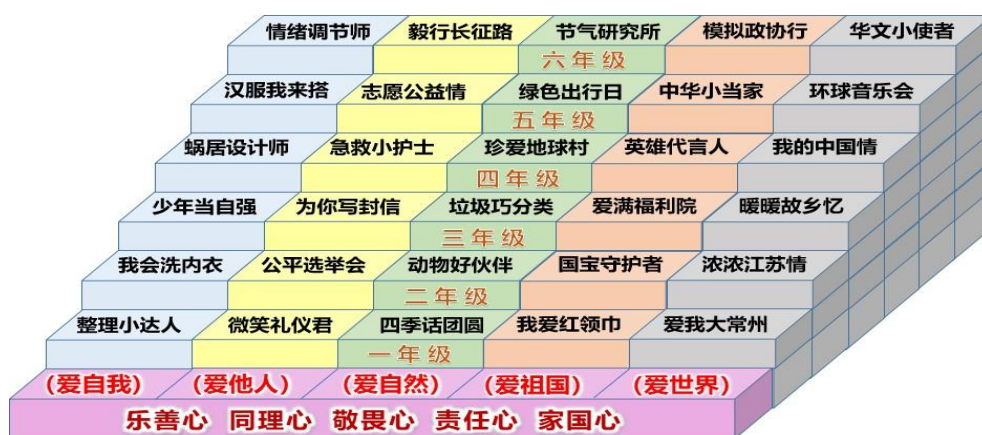 情绪调节师 毅行长征路 节气研究所 模拟政协行 华文小使者
六年级
汉服我来搭 志愿公益情 绿色出行日 中华小当家 环球音乐会
五年级
蜗居设计师 急救小护士 珍爱地球村 英雄代言人 我的中国情
四年级
少年当自强 为你写封信 垃圾巧分类 爱满福利院 暖暖故乡忆
三年级
我会洗内衣 公平选举会 动物好伙伴 国宝守护者 浓浓江苏情
二年级
整理小达人 微笑礼仪君 四季话团圆 我爱红领巾 爱我大常州
一年级
(爱自我) (爱他人) (爱自然) (爱祖国) (爱世界)
乐善心 同理心 敬畏心 责任心 家国心